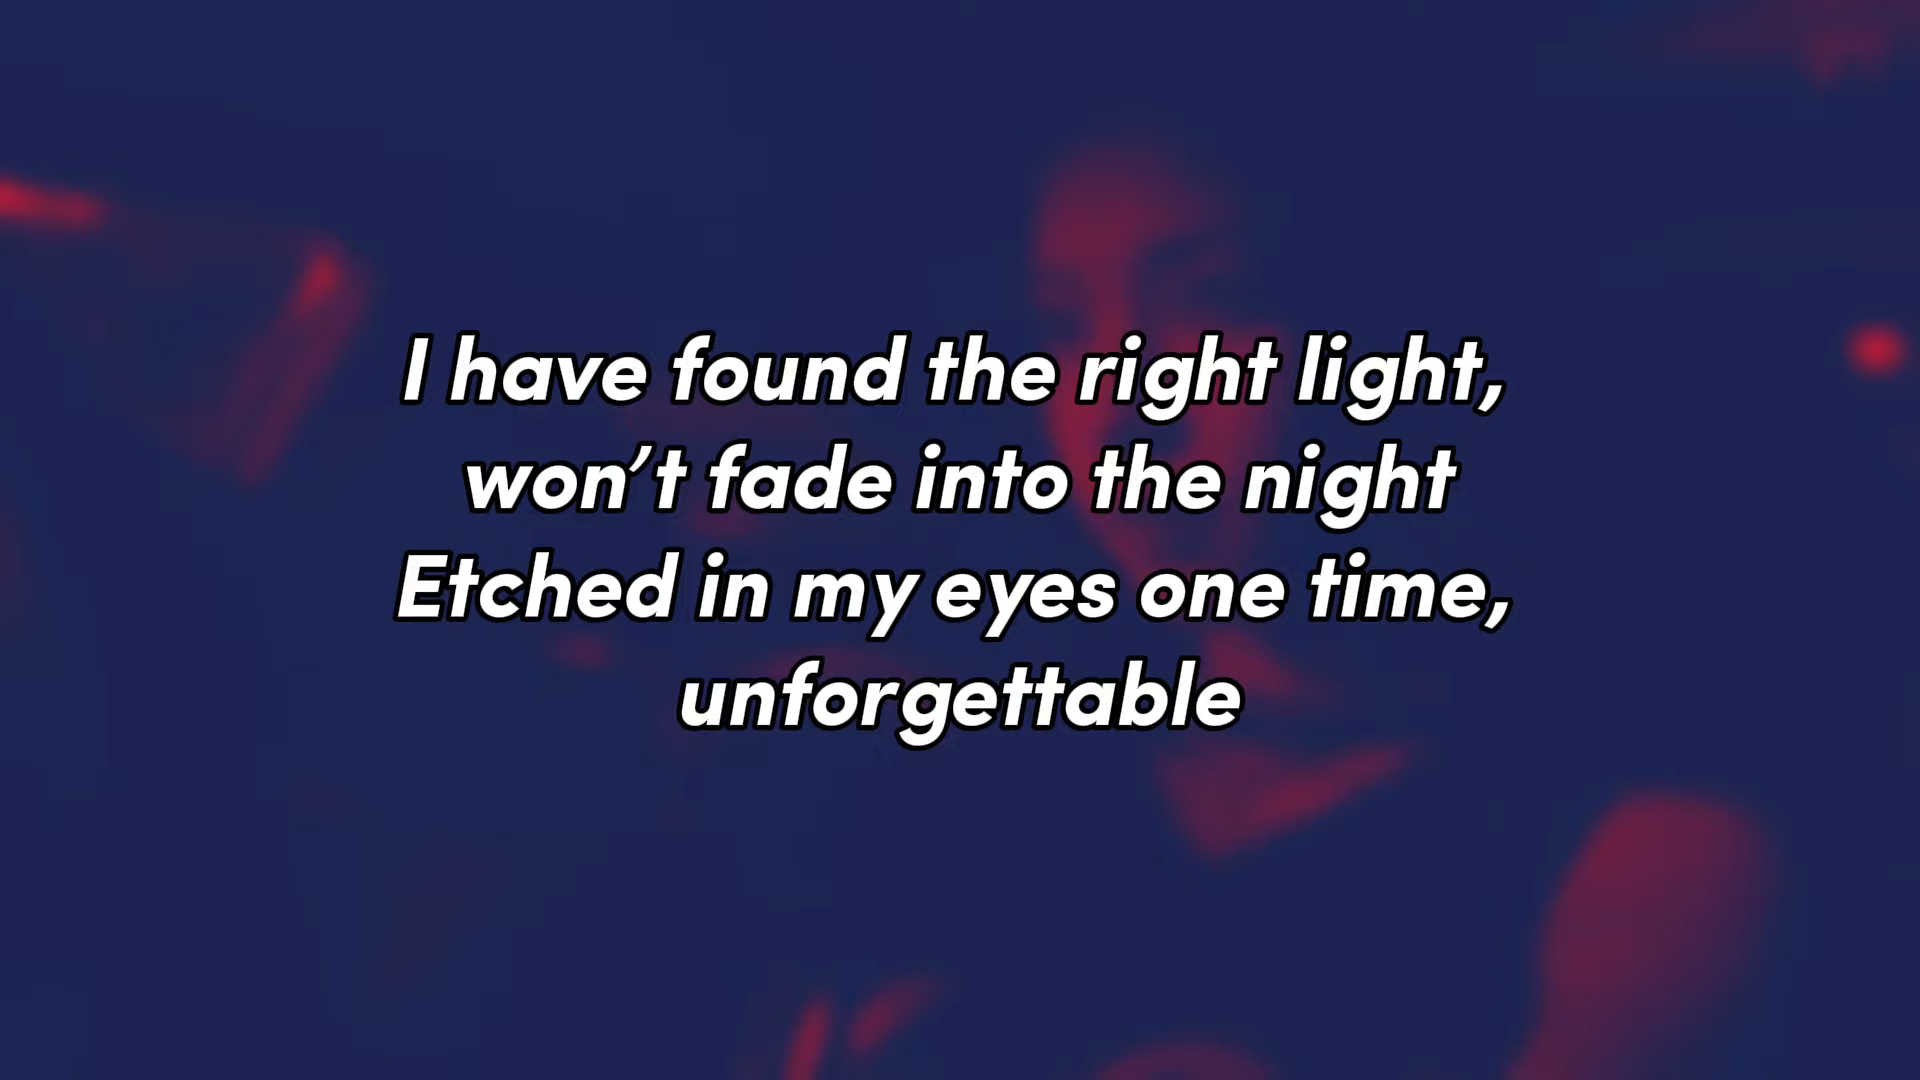 I have found the right light,
won’t fade into the night
Etched in my eyes one time,
unforgettable